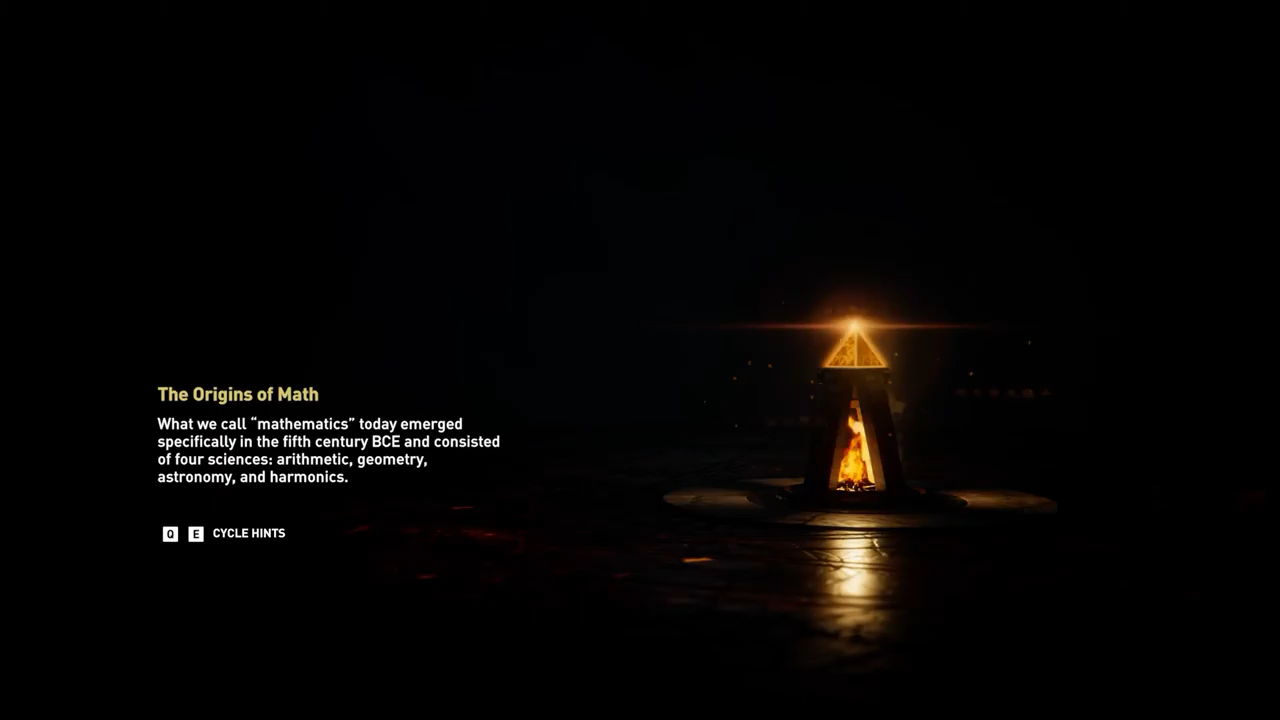 The Origins of Math
What we call “mathematics” today emerged
specifically in the fifth century BCE and consisted
of four sciences: arithmetic, geometry,
astronomy, and harmonics.
Q E CYCLE HINTS